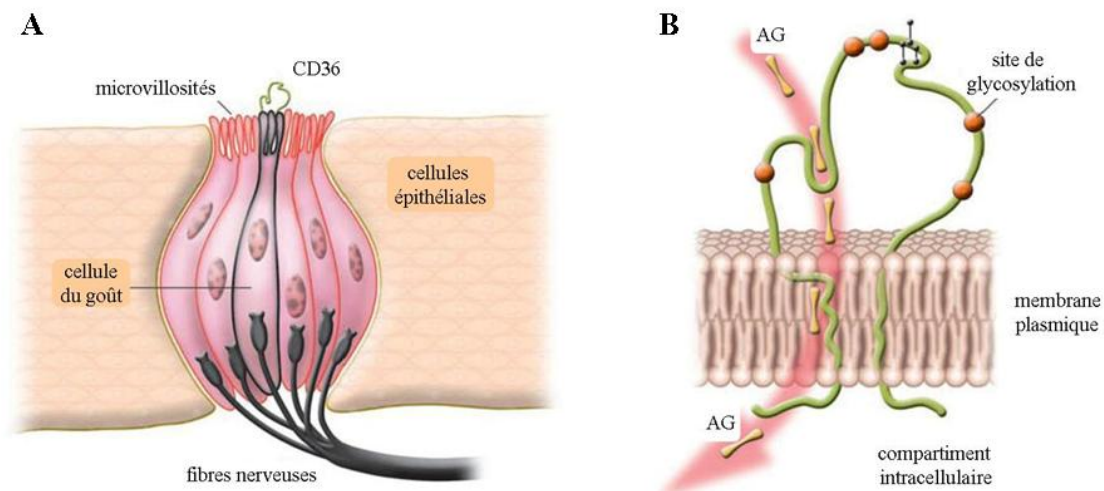 A
CD36
microvillosités
cellules
épithéliales
cellule
du goût
fibres nerveuses
B
AG
site de
glycosylation
membrane
plasmique
AG
compartiment
intracellulaire